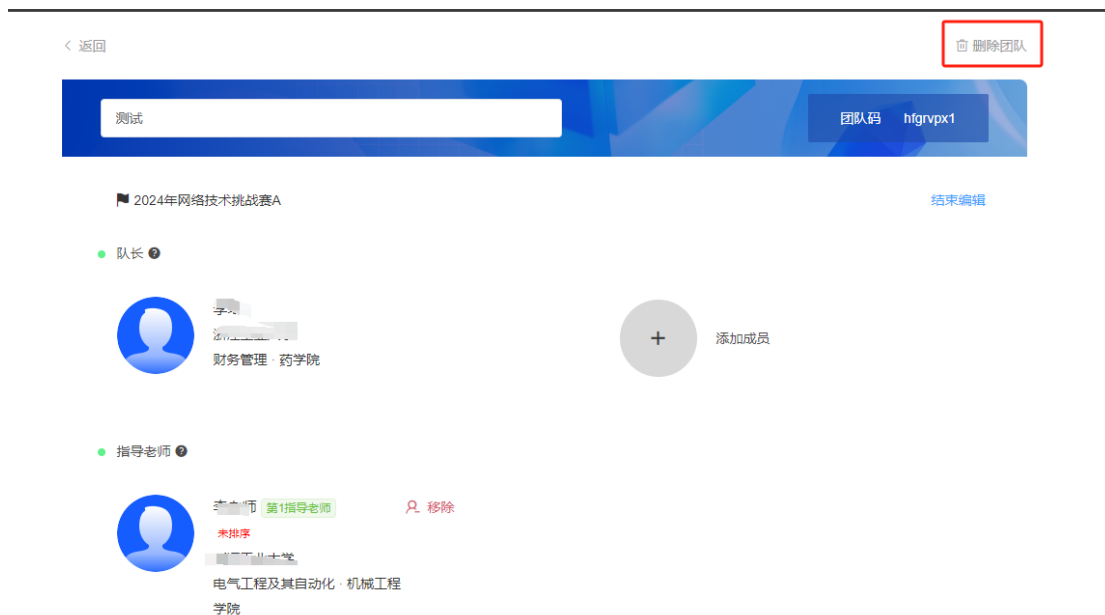 返回
删除团队
测试
团队码 hfgrvpx1
2024年网络技术挑战赛A
结束编辑
队长
财务管理 · 药学院
添加成员
指导老师
第1指导老师
移除
未排序
电气工程及其自动化 · 机械工程
学院